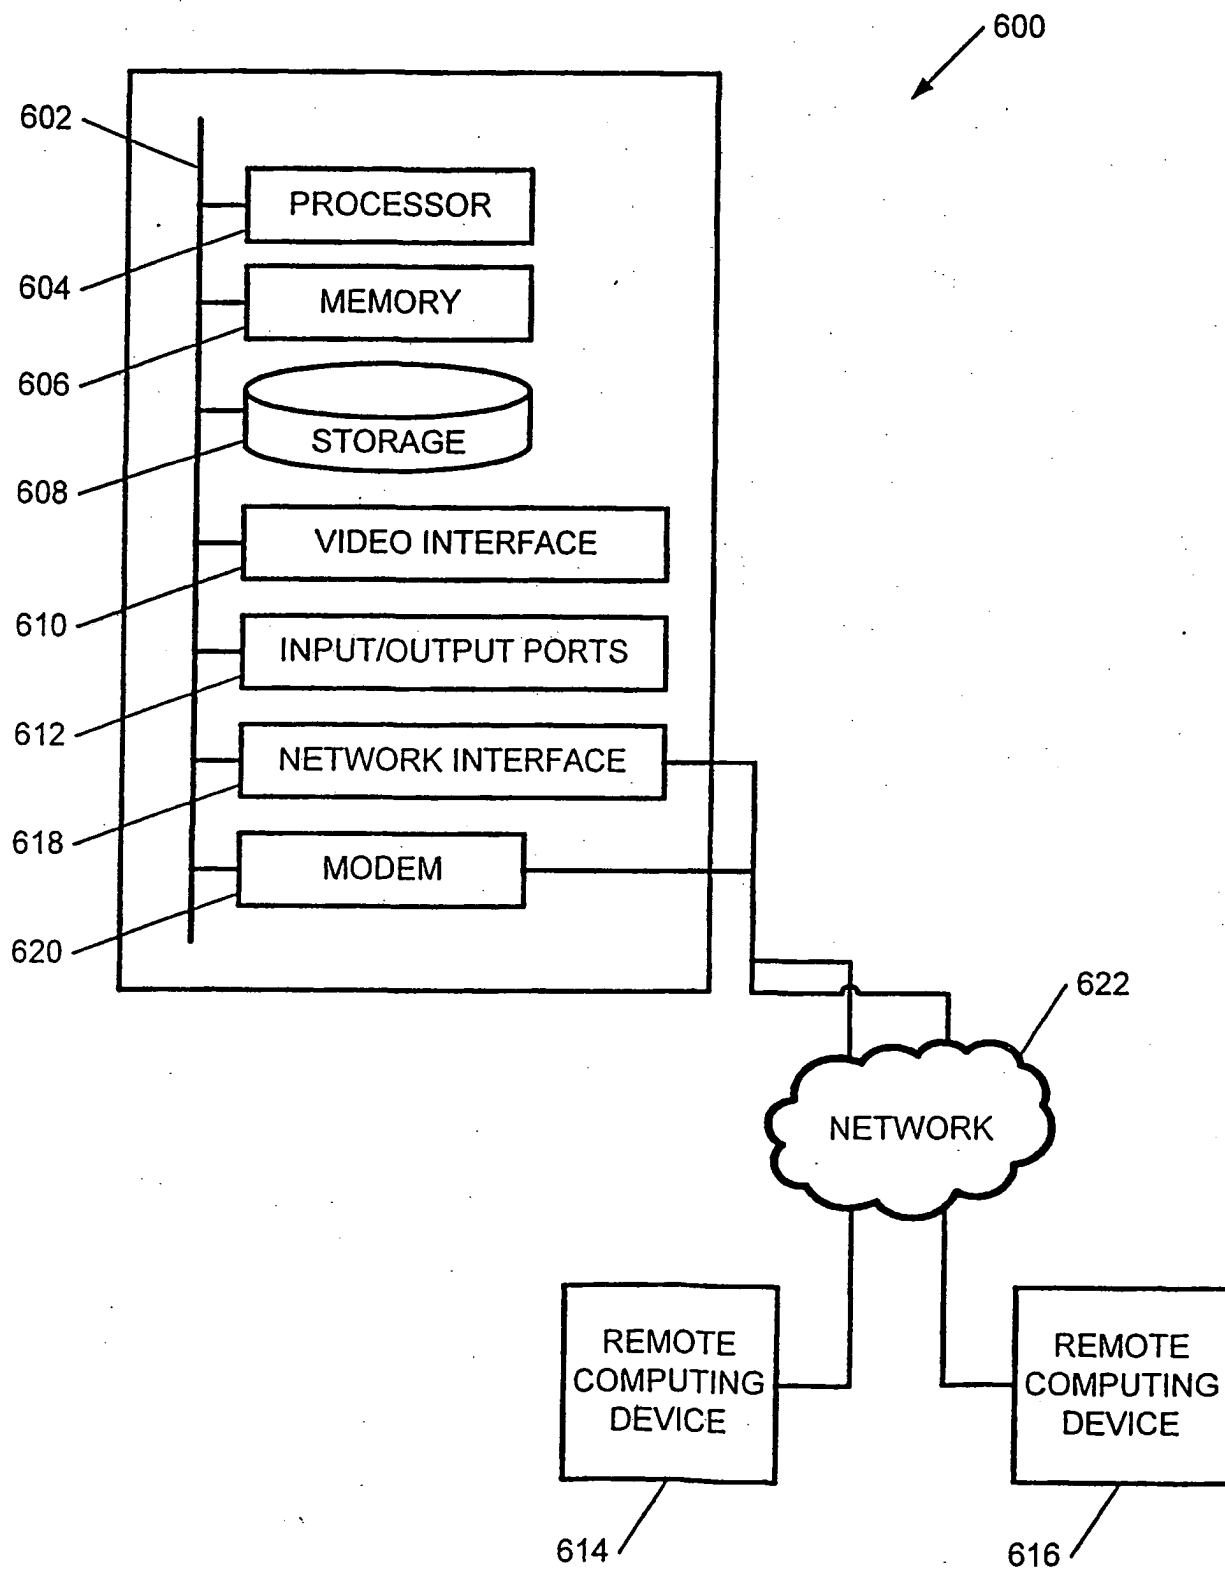 600
602
PROCESSOR
604
MEMORY
606
STORAGE
608
VIDEO INTERFACE
610
INPUT/OUTPUT PORTS
612
NETWORK INTERFACE
618
MODEM
620
622
NETWORK
REMOTE
COMPUTING
DEVICE
REMOTE
COMPUTING
DEVICE
614
616